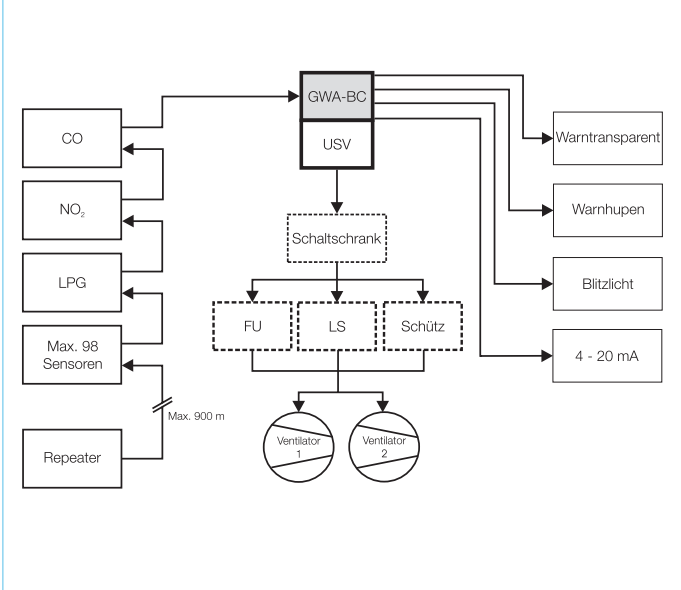 GWA-BC
USV
CO
NO₂
LPG
Max. 98
Sensoren
Max. 900 m
Repeater
Schaltschrank
FU
LS
Schütz
Ventilator
1
Ventilator
2
Warntransparent
Warnhupen
Blitzlicht
4 - 20 mA